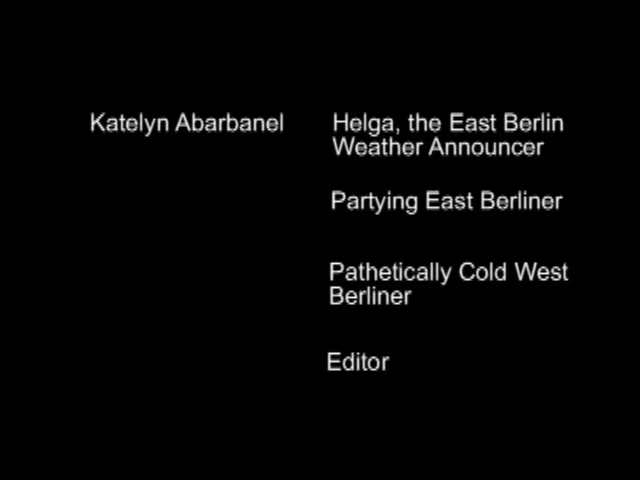 Katelyn Abarbanel Helga, the East Berlin
Weather Announcer
Partying East Berliner
Pathetically Cold West
Berliner
Editor